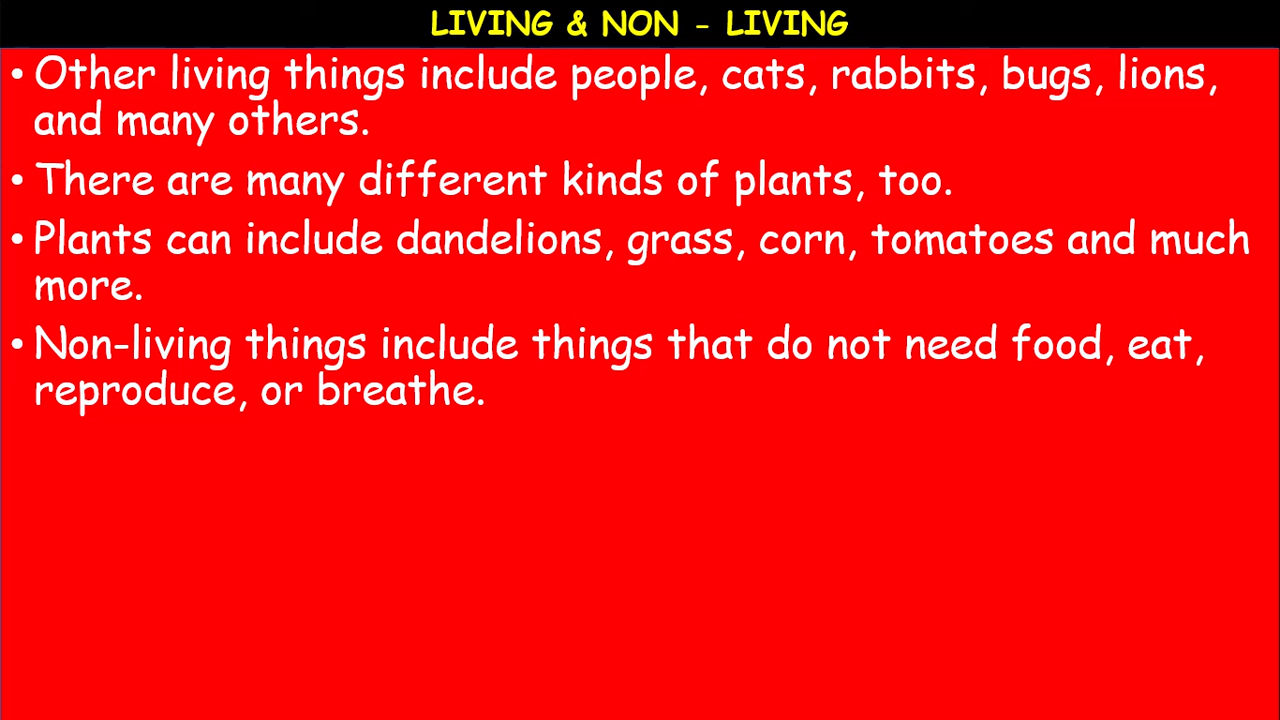 LIVING & NON - LIVING
• Other living things include people, cats, rabbits, bugs, lions,
and many others.
• There are many different kinds of plants, too.
• Plants can include dandelions, grass, corn, tomatoes and much
more.
• Non-living things include things that do not need food, eat,
reproduce, or breathe.